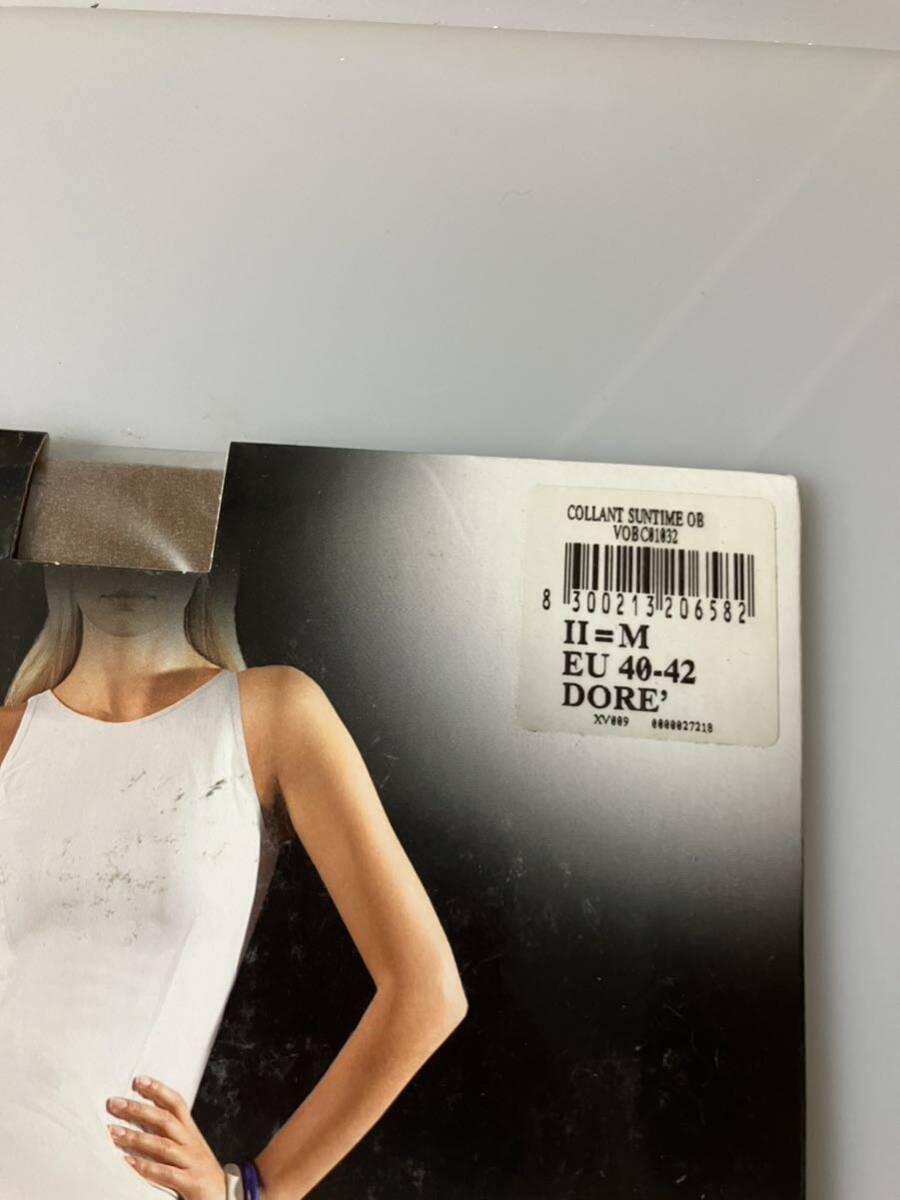 COLLANT SUNTIME OB
VOBC01032
8 300213 206582
II=M
EU 40-42
DORE'
XV009 0000027218